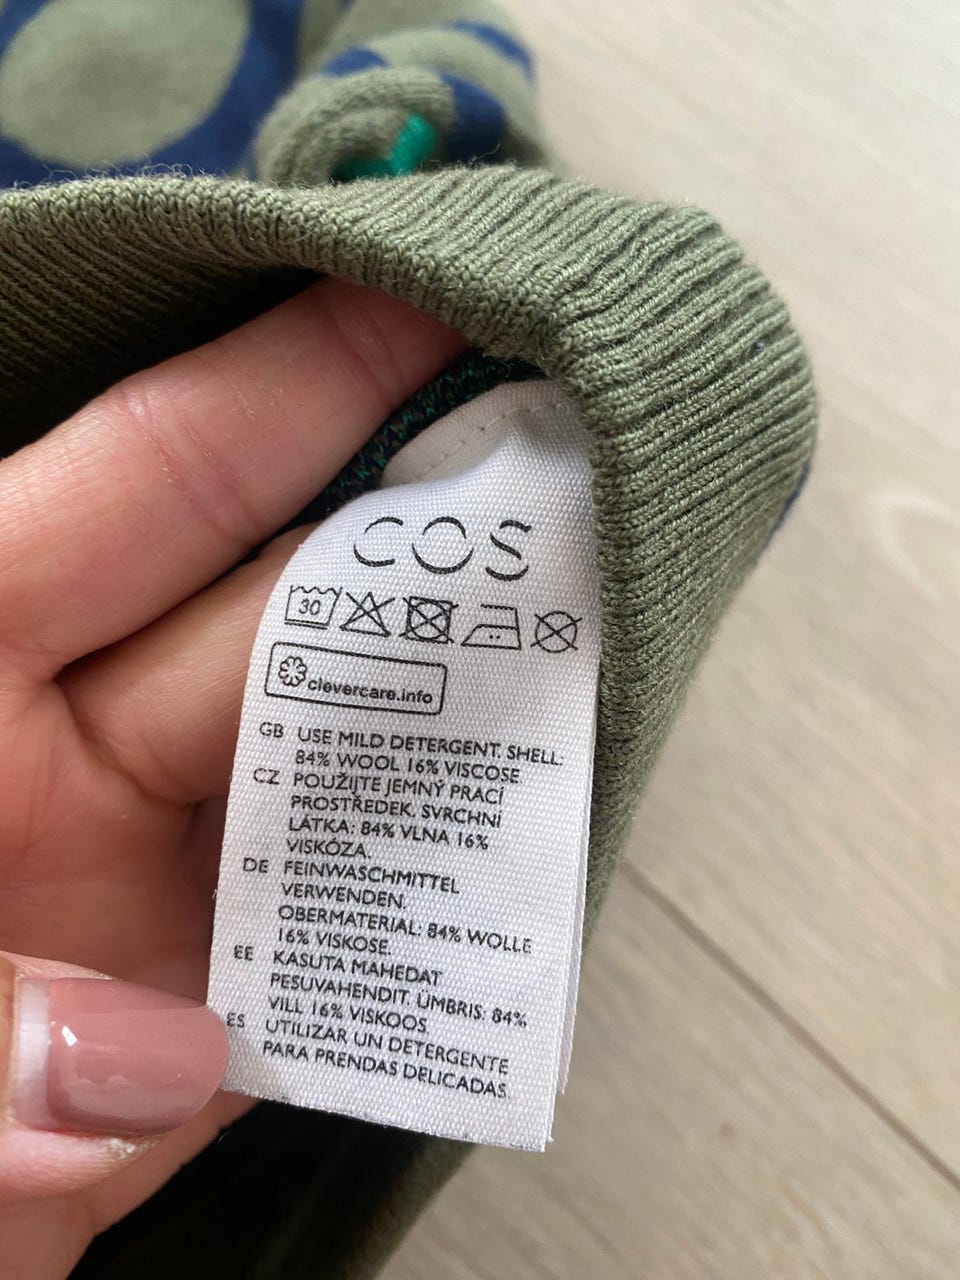 COS
30
clevercare.info
GB USE MILD DETERGENT. SHELL:
84% WOOL 16% VISCOSE
CZ POUŽIJTE JEMNÝ PRACÍ
PROSTŘEDEK. SVRCHNÍ
LÁTKA: 84% VLNA 16%
VISKÓZA.
DE FEINWASCHMITTEL
VERWENDEN.
OBERMATERIAL: 84% WOLLE
16% VISKOSE.
EE KASUTA MAHEDAT
PESUVAHENDIT. ÜMBRIS: 84%
VILL 16% VISKOOS
ES UTILIZAR UN DETERGENTE
PARA PRENDAS DELICADAS.